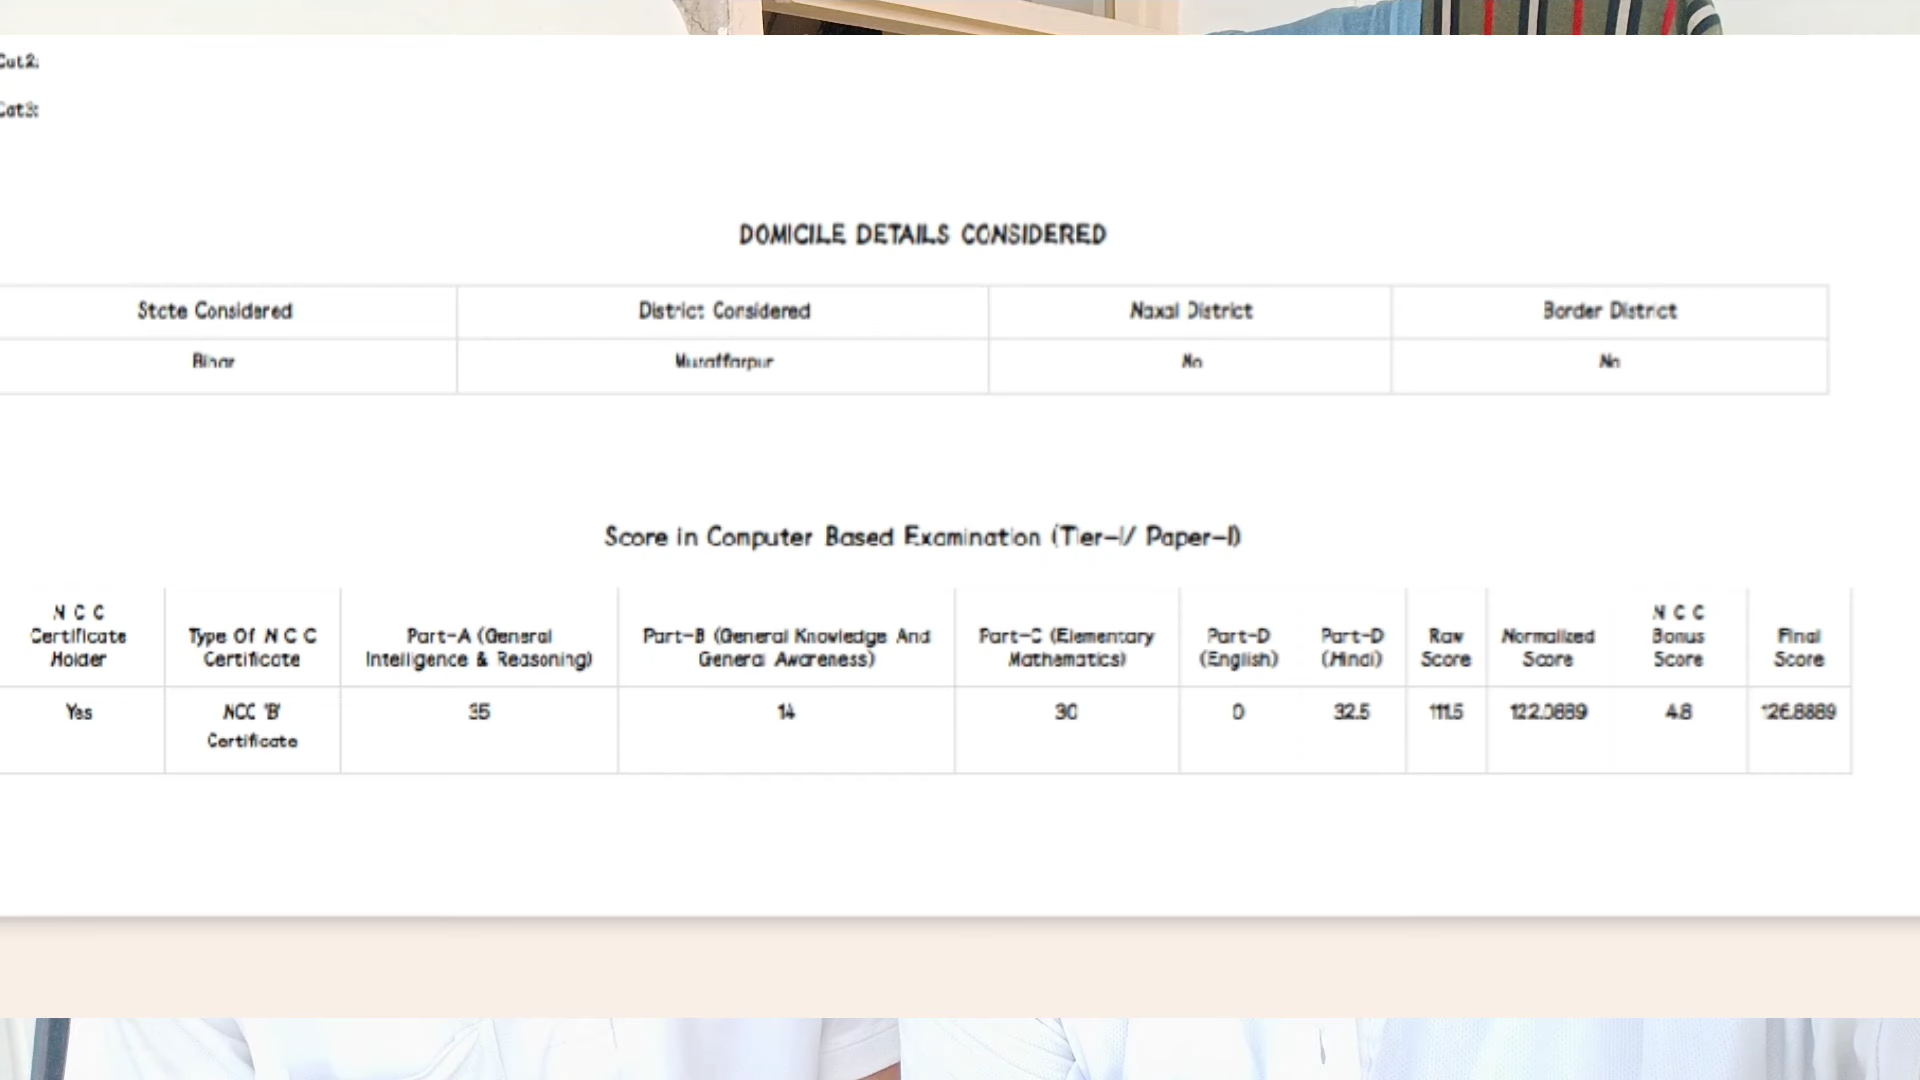 Cat2:
Cat3:
DOMICILE DETAILS CONSIDERED
State Considered District Considered Naxal District Border District
Bihar Muzaffarpur No No
Score in Computer Based Examination (Tier-I/ Paper-I)
N C C Certificate Holder
Type Of N C C Certificate
Part-A (General Intelligence & Reasoning)
Part-B (General Knowledge And General Awareness)
Part-C (Elementary Mathematics)
Part-D (English)
Part-D (Hindi)
Raw Score
Normalized Score
N C C Bonus Score
Final Score
Yes NCC 'B' Certificate 35 14 30 0 32.5 111.5 122.0889 4.8 126.8889